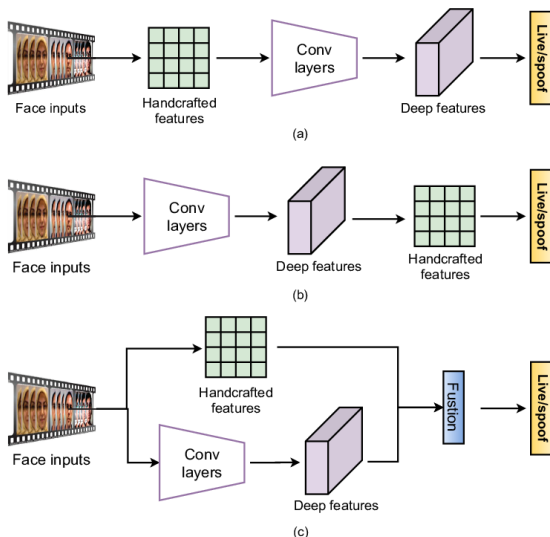 Face inputs
Handcrafted
features
Conv
layers
Deep features
Live/spoof
(a)
Face inputs
Conv
layers
Deep features
Handcrafted
features
Live/spoof
(b)
Face inputs
Handcrafted
features
Conv
layers
Deep features
Fustion
Live/spoof
(c)